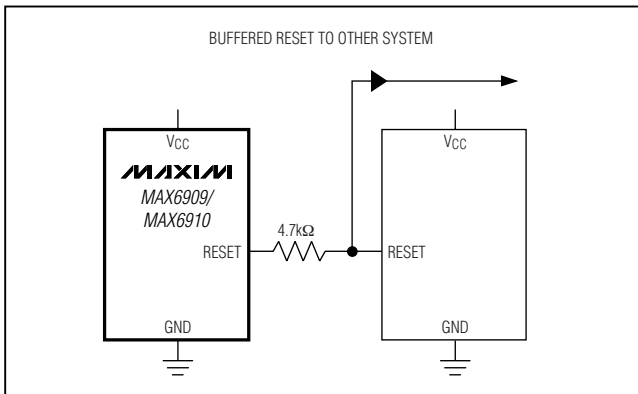 BUFFERED RESET TO OTHER SYSTEM
VCC
MAXIM
MAX6909/
MAX6910
RESET
GND
4.7kΩ
VCC
RESET
GND